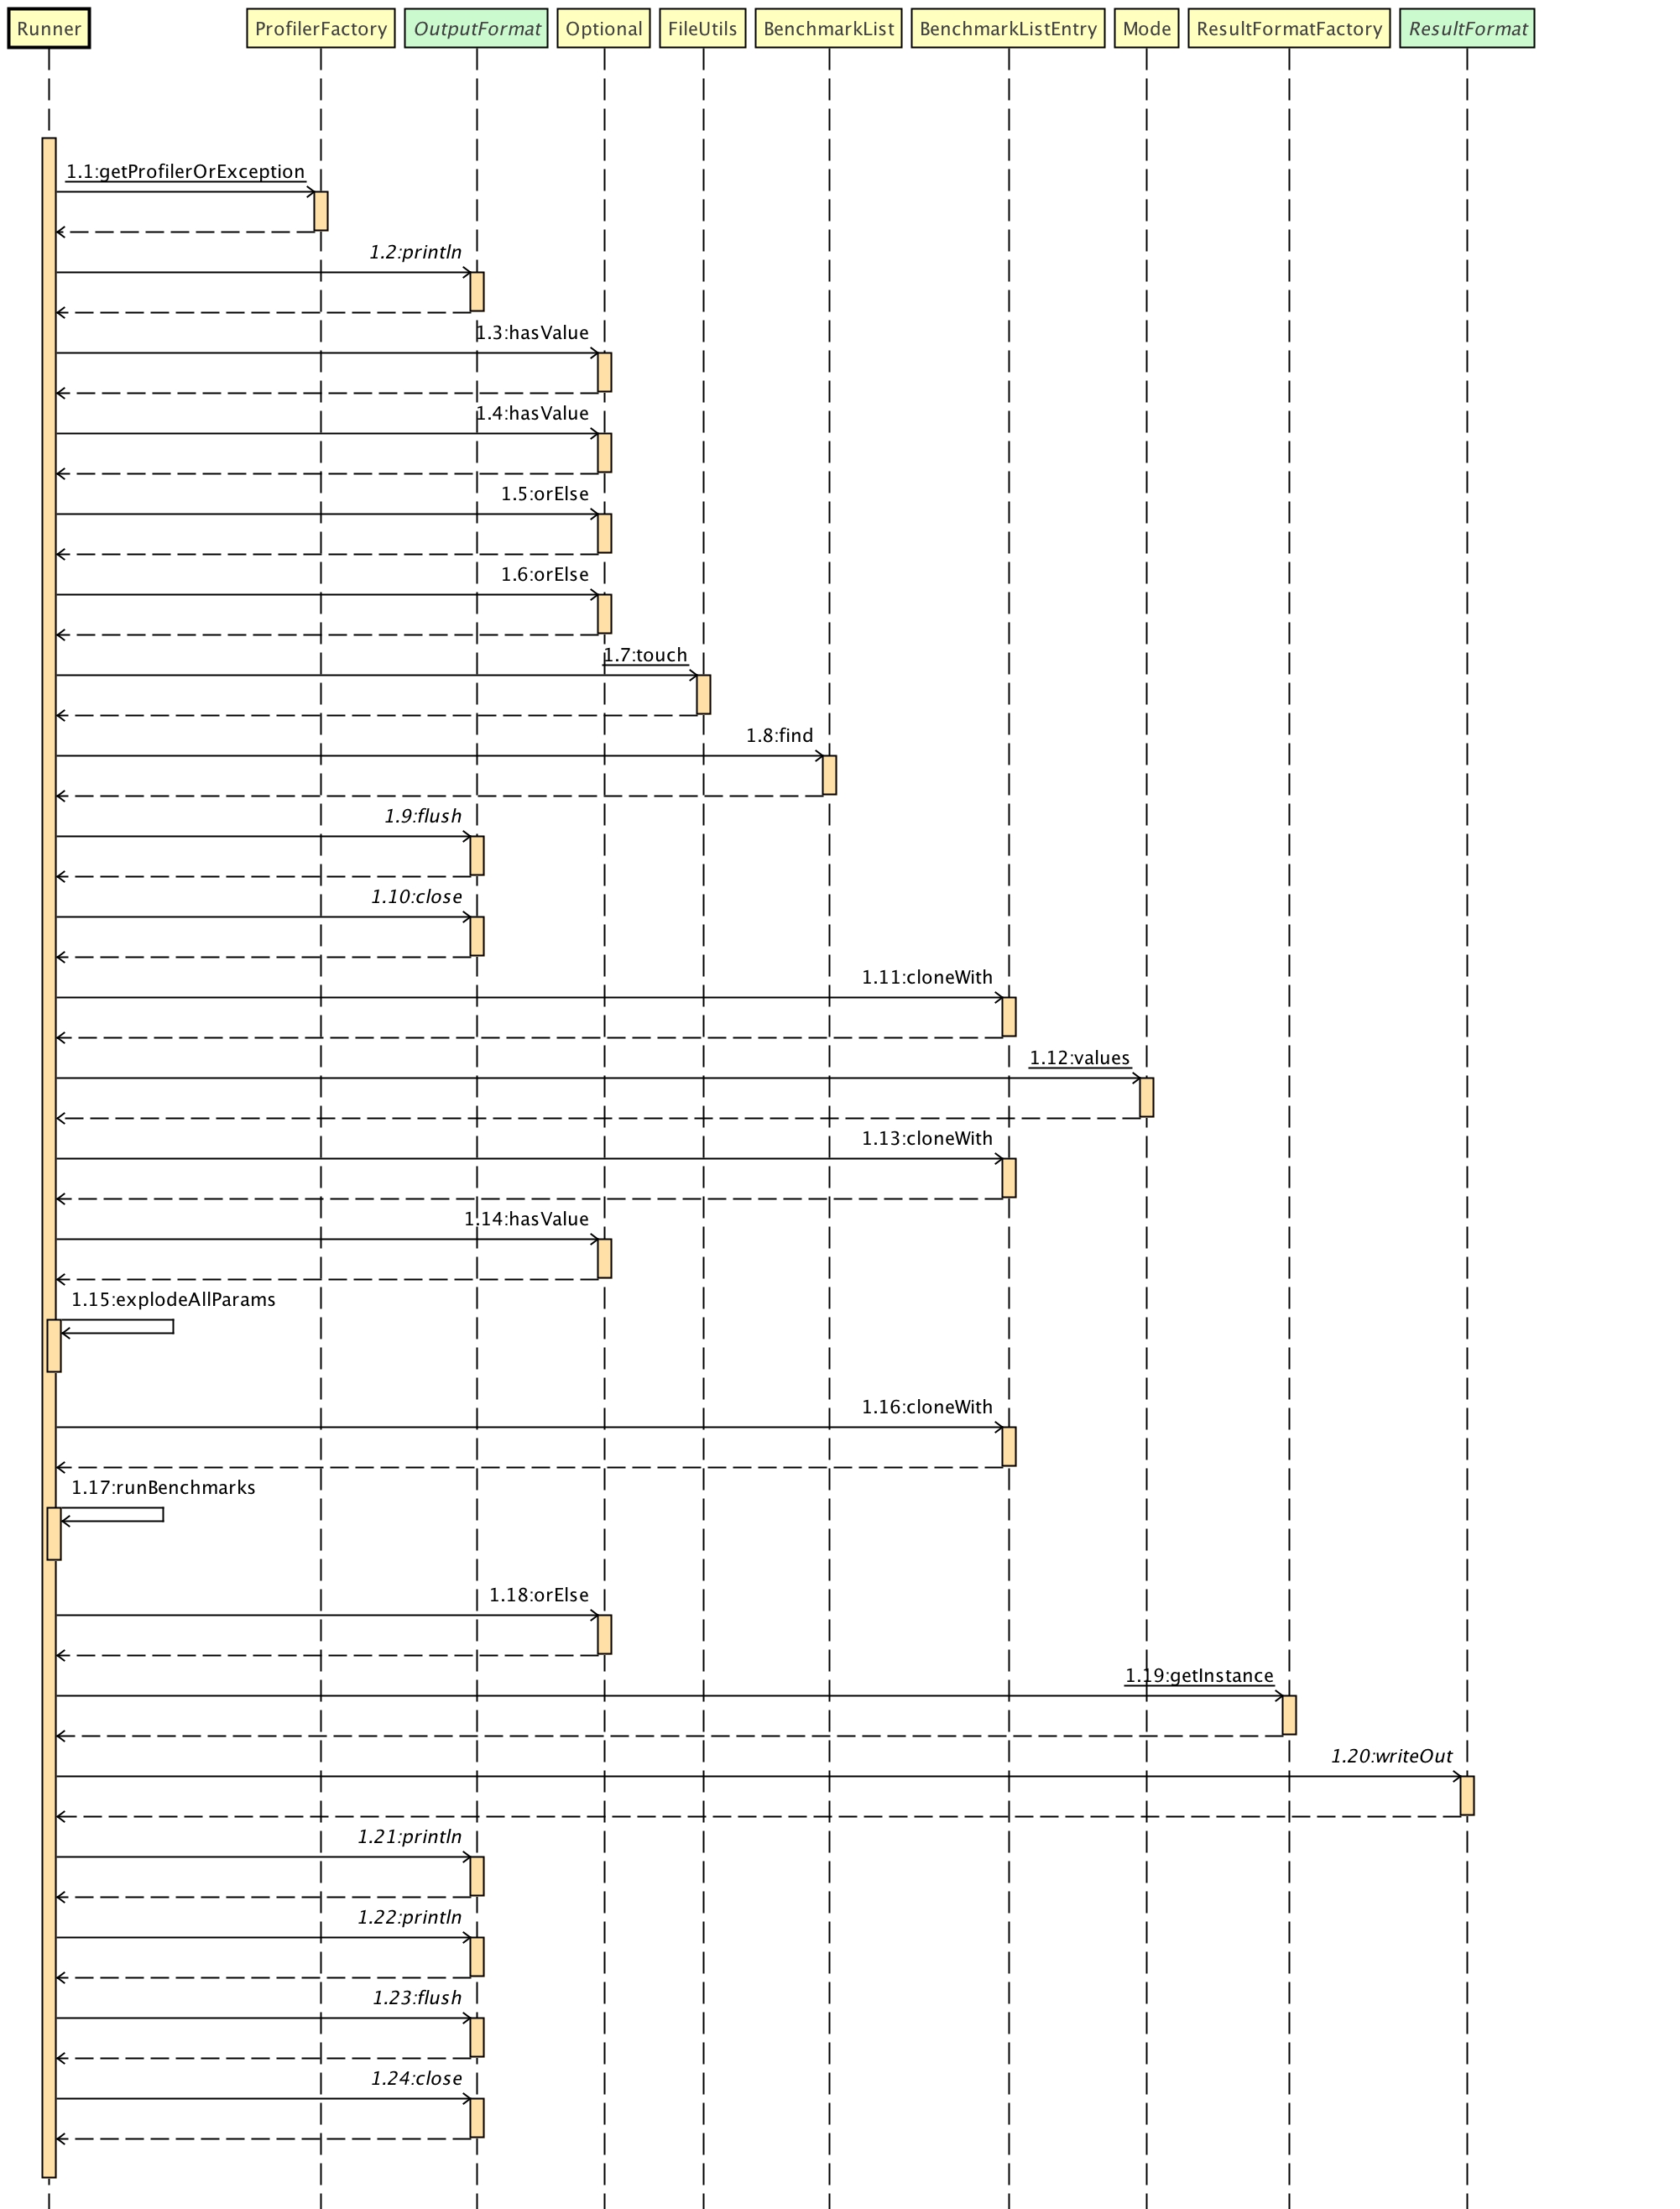 Runner
ProfilerFactory
OutputFormat
Optional
FileUtils
BenchmarkList
BenchmarkListEntry
Mode
ResultFormatFactory
ResultFormat
1.1:getProfilerOrException
1.2:println
1.3:hasValue
1.4:hasValue
1.5:orElse
1.6:orElse
1.7:touch
1.8:find
1.9:flush
1.10:close
1.11:cloneWith
1.12:values
1.13:cloneWith
1.14:hasValue
1.15:explodeAllParams
1.16:cloneWith
1.17:runBenchmarks
1.18:orElse
1.19:getInstance
1.20:writeOut
1.21:println
1.22:println
1.23:flush
1.24:close